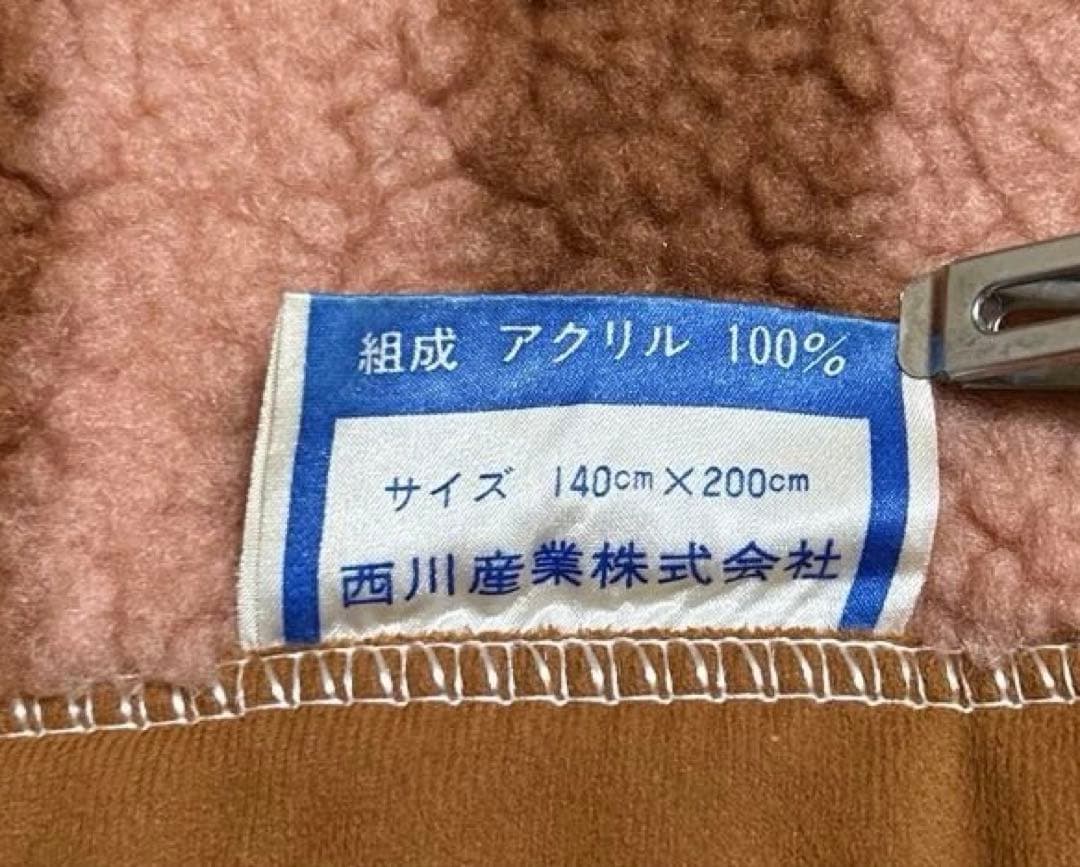 組成 アクリル 100%
サイズ 140cm×200cm
西川産業株式会社